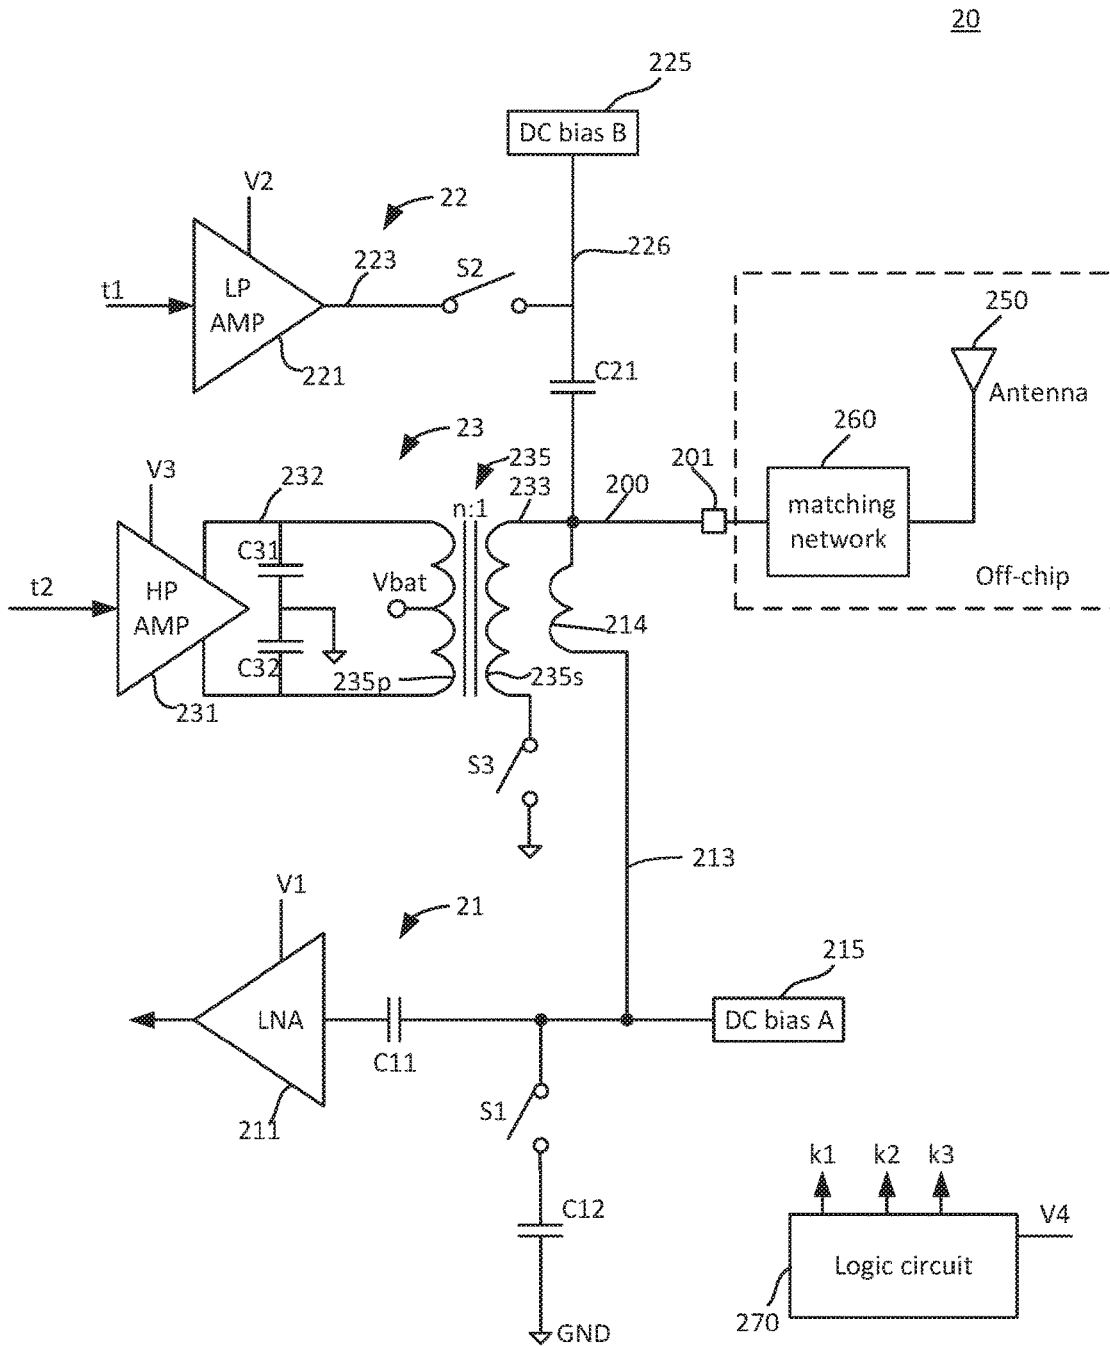 20
225
DC bias B
V2
22
t1
LP
AMP
223
S2
226
221
C21
250
Antenna
23
235
260
V3
232
n:1
233
200
201
matching
network
C31
Vbat
t2
HP
AMP
Off-chip
214
C32
235p
235s
231
S3
213
V1
21
215
LNA
DC bias A
C11
S1
211
k1 k2 k3
C12
V4
Logic circuit
270
GND